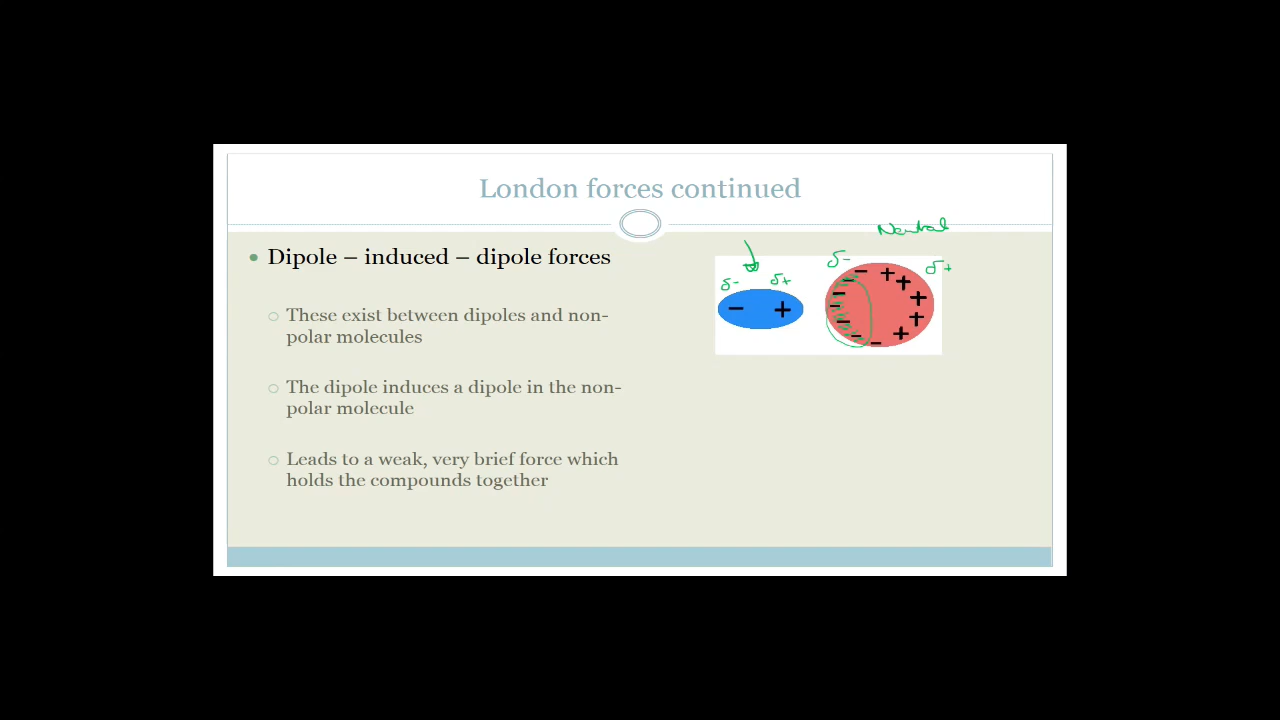 London forces continued
Neutral
Dipole – induced – dipole forces
δ- δ+
δ- δ+
- +
These exist between dipoles and non-
polar molecules
The dipole induces a dipole in the non-
polar molecule
Leads to a weak, very brief force which
holds the compounds together